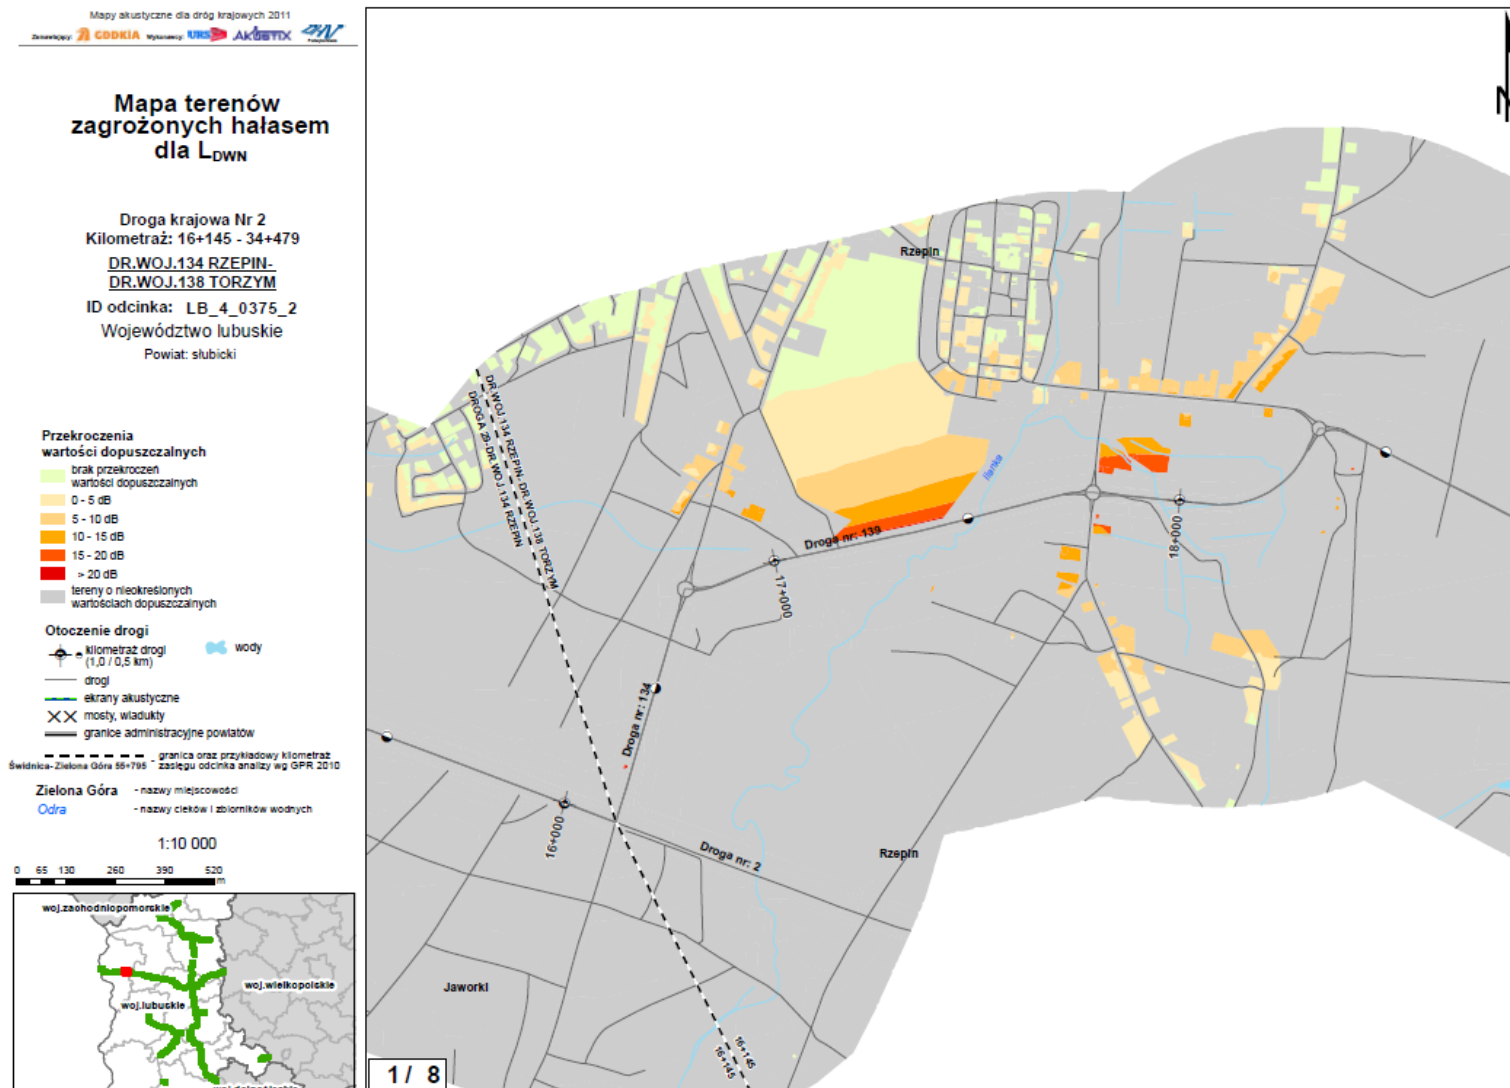 Mapy akustyczne dla dróg krajowych 2011
Zamawiający: GDDKIA Wykonawcy: URS AKUSTIX DHV
Mapa terenów
zagrożonych hałasem
dla LDWN
Droga krajowa Nr 2
Kilometraż: 16+145 - 34+479
DR.WOJ.134 RZEPIN-
DR.WOJ.138 TORZYM
ID odcinka: LB_4_0375_2
Województwo lubuskie
Powiat: słubicki
Przekroczenia
wartości dopuszczalnych
brak przekroczeń
wartości dopuszczalnych
0 - 5 dB
5 - 10 dB
10 - 15 dB
15 - 20 dB
> 20 dB
tereny o nieokreślonych
wartościach dopuszczalnych
Otoczenie drogi
kilometraż drogi
(1,0 / 0,5 km)
wody
drogi
ekrany akustyczne
mosty, wiadukty
granice administracyjne powiatów
Świdnica-Zielona Góra 55+795 - granica oraz przykładowy kilometraż
zasięgu odcinka analizy wg GPR 2010
Zielona Góra - nazwy miejscowości
Odra - nazwy cieków i zbiorników wodnych
1:10 000
0 65 130 260 390 520
m
woj.zachodniopomorskie
woj.wielkopolskie
woj.lubuskie
N
Rzepin
DR.WOJ.134 RZEPIN- DR.WOJ.138 TORZYM
DROGA 29-DR.WOJ.134 RZEPIN
Ilanka
Droga nr: 139
17+000
18+000
Droga nr: 134
16+000
Droga nr: 2
Rzepin
Jaworki
16+145
16+145
1 / 8